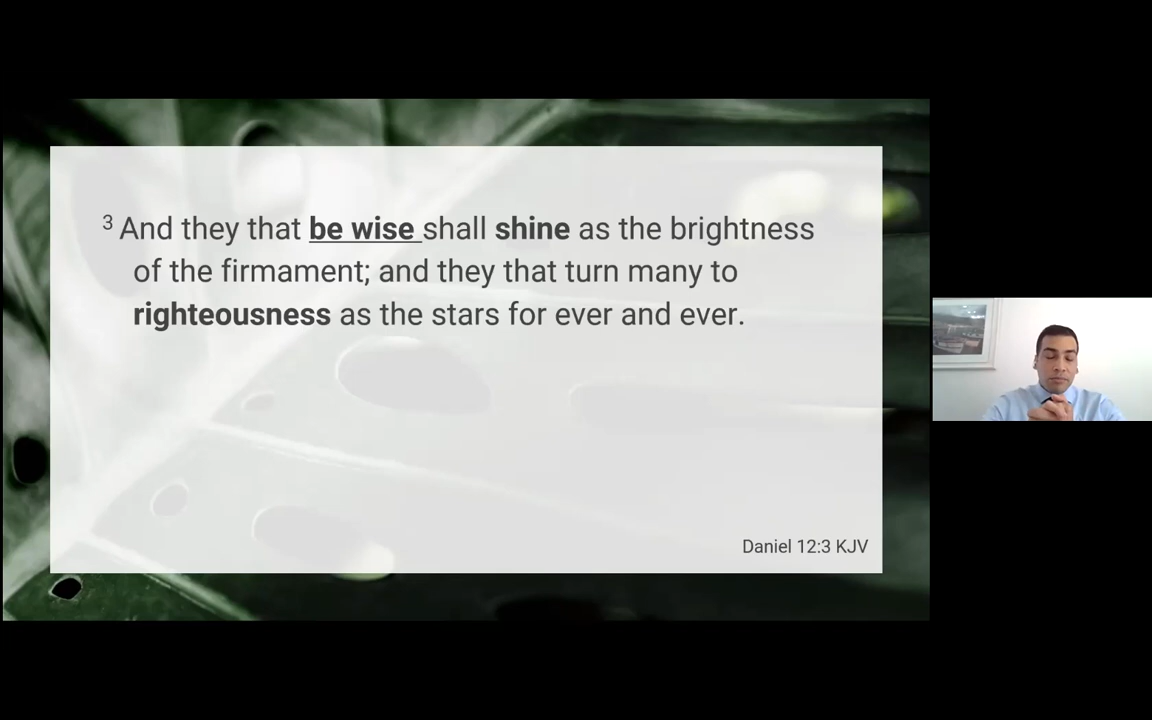 3 And they that be wise shall shine as the brightness
of the firmament; and they that turn many to
righteousness as the stars for ever and ever.
Daniel 12:3 KJV